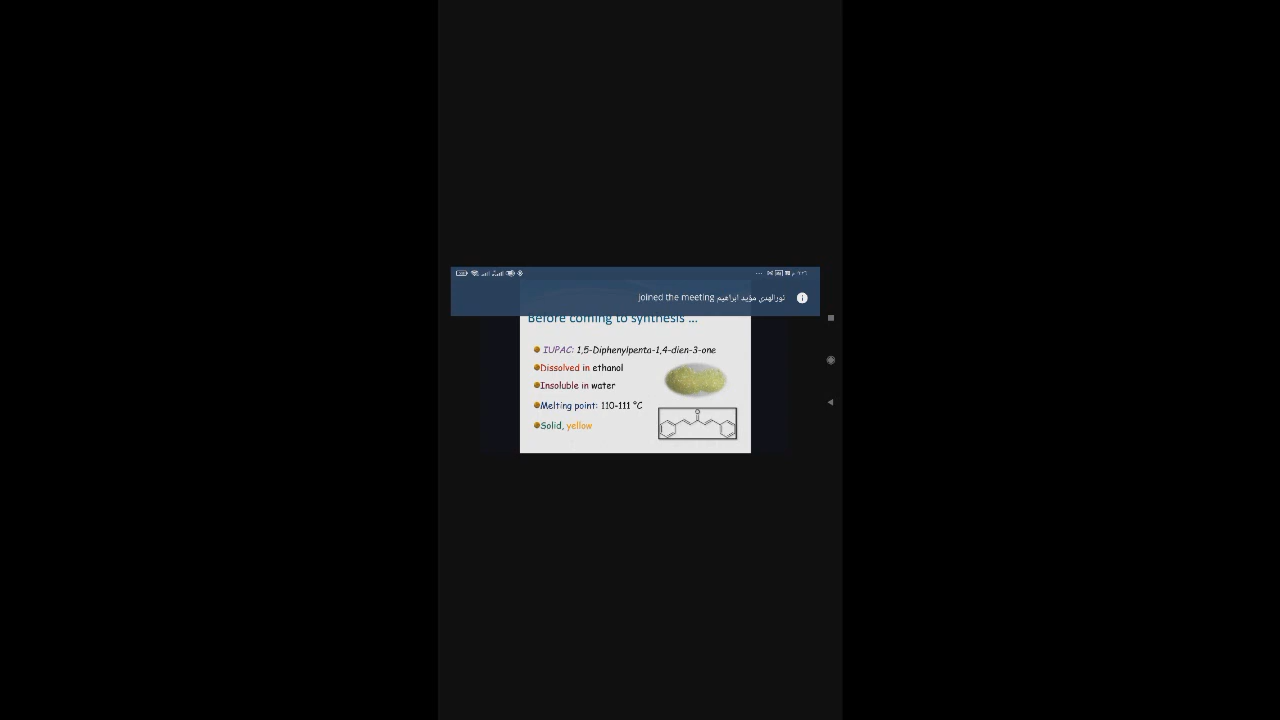 نورالهدي مؤيد ابراهيم joined the meeting
Before coming to synthesis ...
IUPAC: 1,5-Diphenylpenta-1,4-dien-3-one
Dissolved in ethanol
Insoluble in water
Melting point: 110-111 °C
Solid, yellow
O